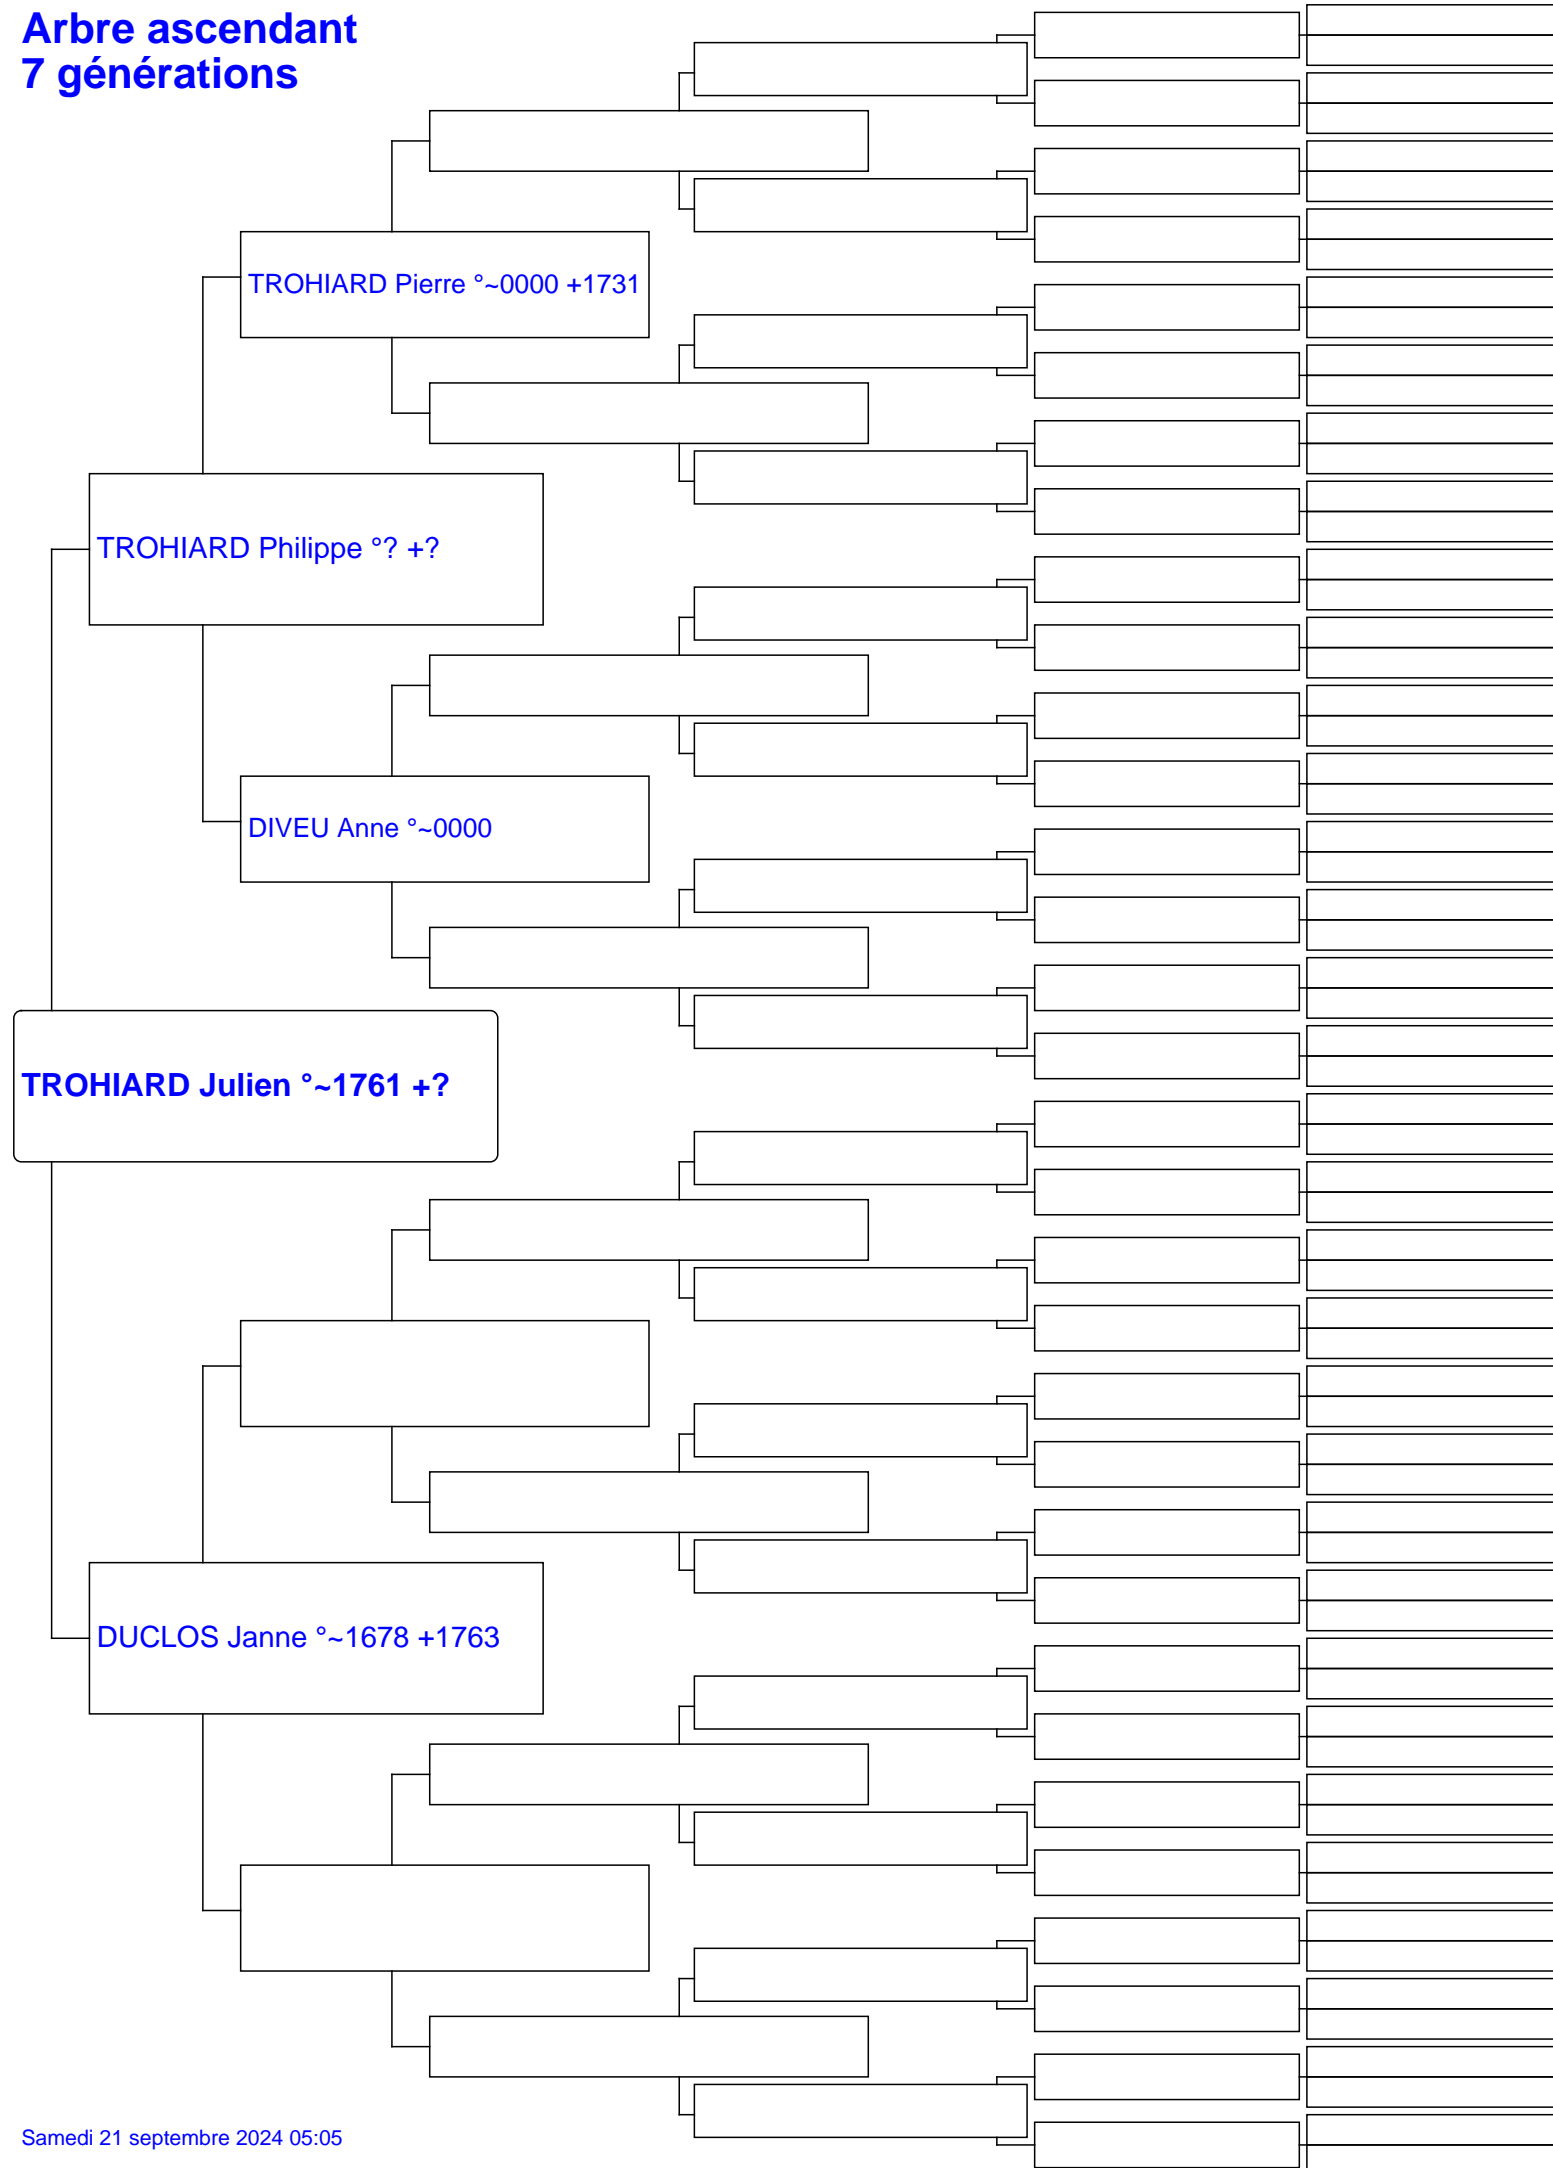 Arbre ascendant
7 générations
TROHIARD Pierre °~0000 +1731
TROHIARD Philippe °? +?
DIVEU Anne °~0000
TROHIARD Julien °~1761 +?
DUCLOS Janne °~1678 +1763
Samedi 21 septembre 2024 05:05